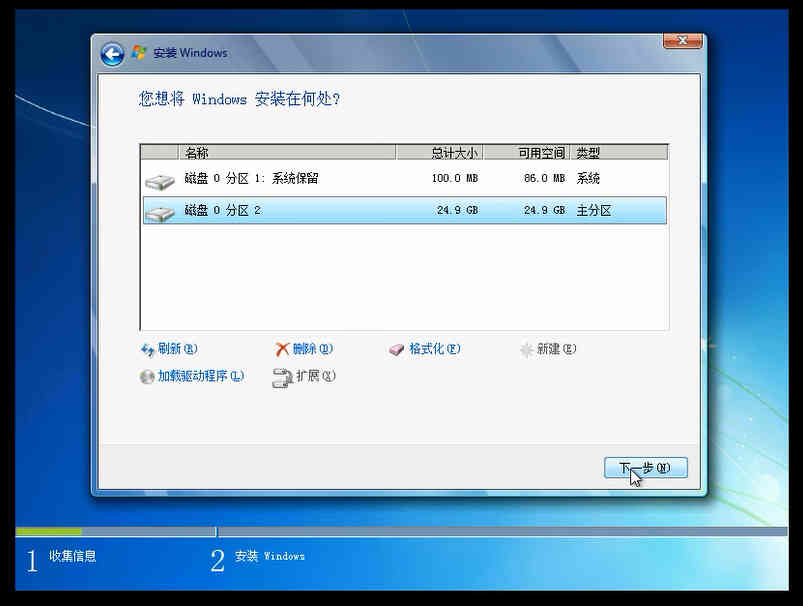 安装 Windows
您想将 Windows 安装在何处?
名称 总计大小 可用空间 类型
磁盘 0 分区 1: 系统保留 100.0 MB 86.0 MB 系统
磁盘 0 分区 2 24.9 GB 24.9 GB 主分区
刷新(R) 删除(D) 格式化(F) 新建(E)
加载驱动程序(L) 扩展(X)
下一步(N)
1 收集信息 2 安装 Windows